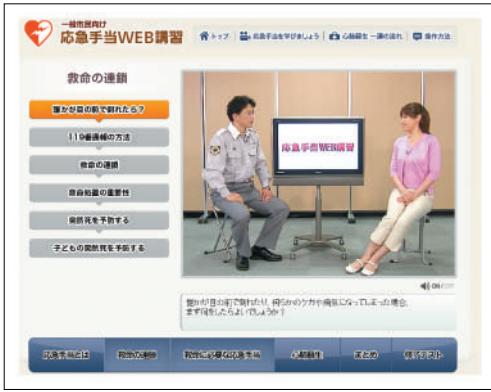 一般市民向け
応急手当WEB講習
トップ
応急手当を学びましょう
心肺蘇生 一連の流れ
操作方法
救命の連鎖
誰かが目の前で倒れたら?
119番通報の方法
救命の連鎖
救命処置の重要性
突然死を予防する
子どもの突然死を予防する
応急手当WEB講習
誰かが目の前で倒れたり、何らかのケガや病気になってしまった場合、
まず何をしたらよいでしょうか?
応急手当とは
救命の連鎖
救命に必要な応急手当
心肺蘇生
まとめ
修了テスト